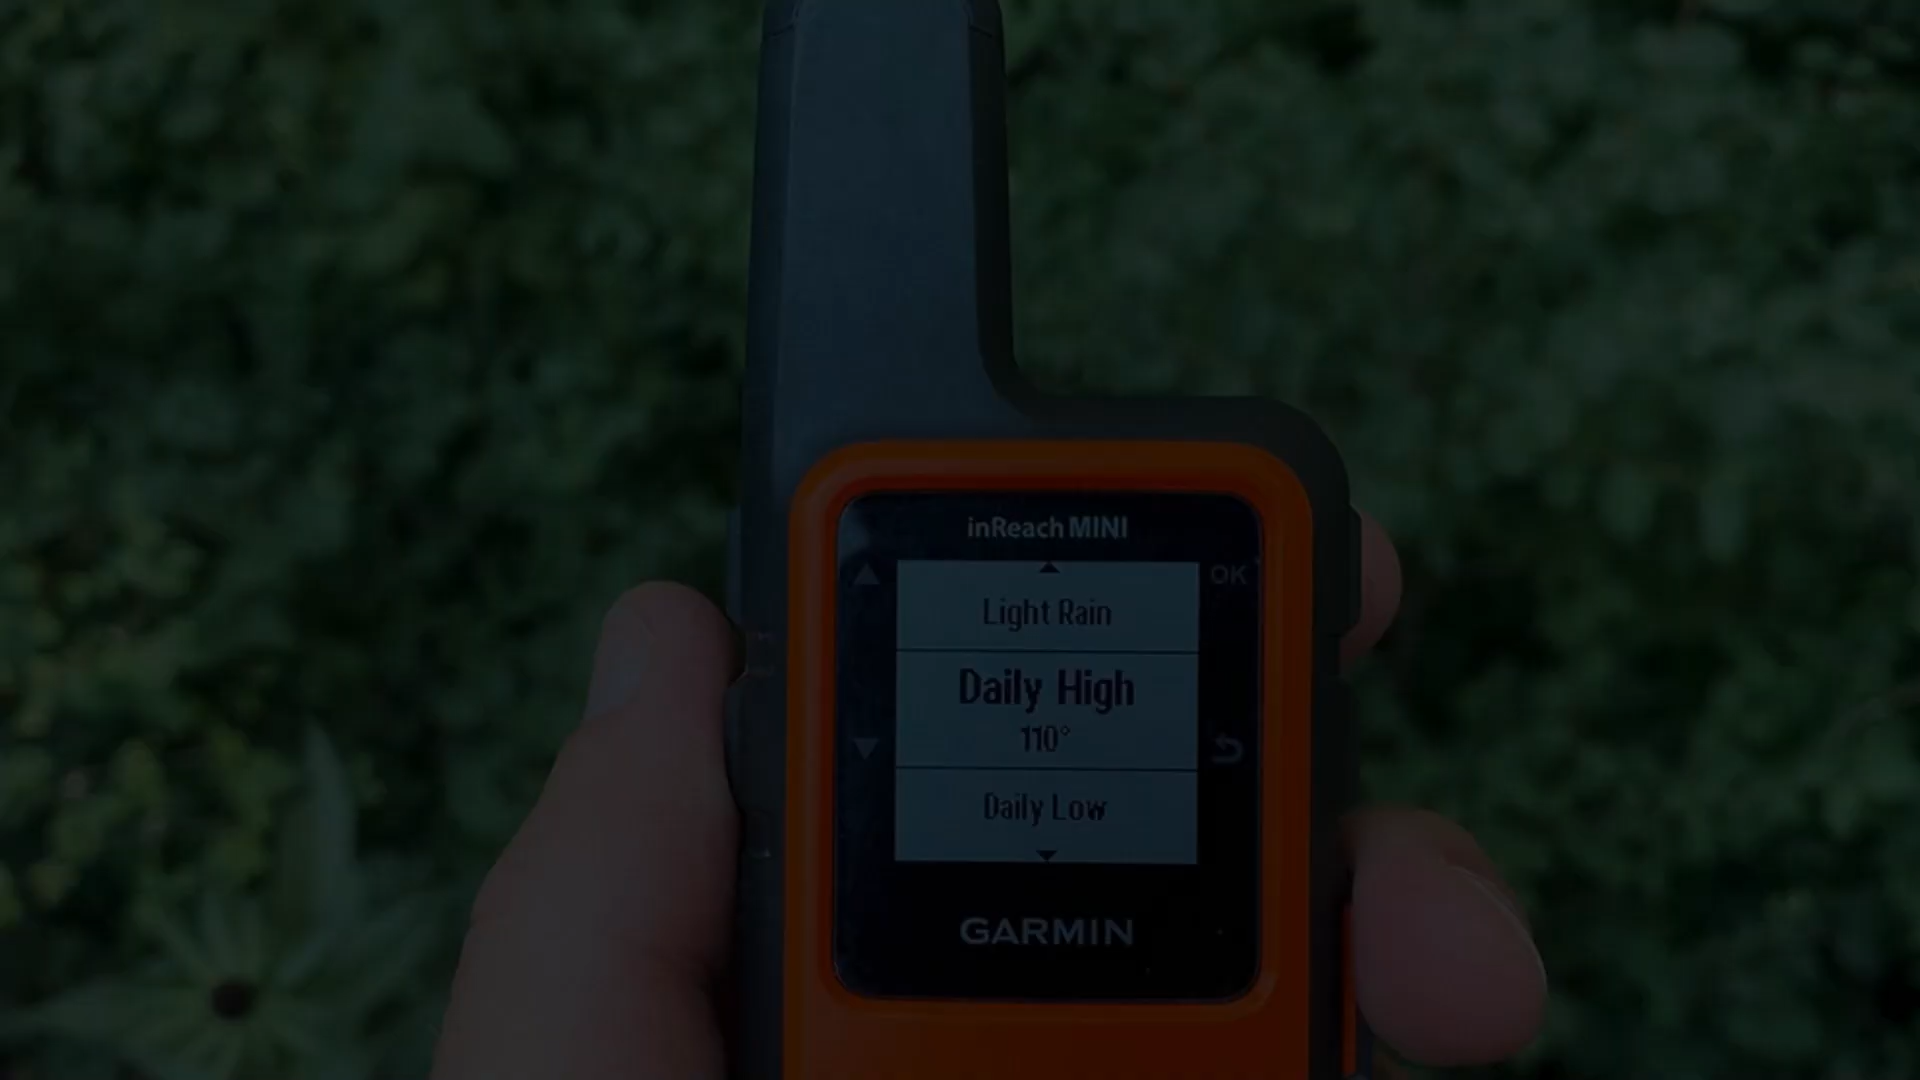 inReach MINI
OK
Light Rain
Daily High
110°
Daily Low
GARMIN